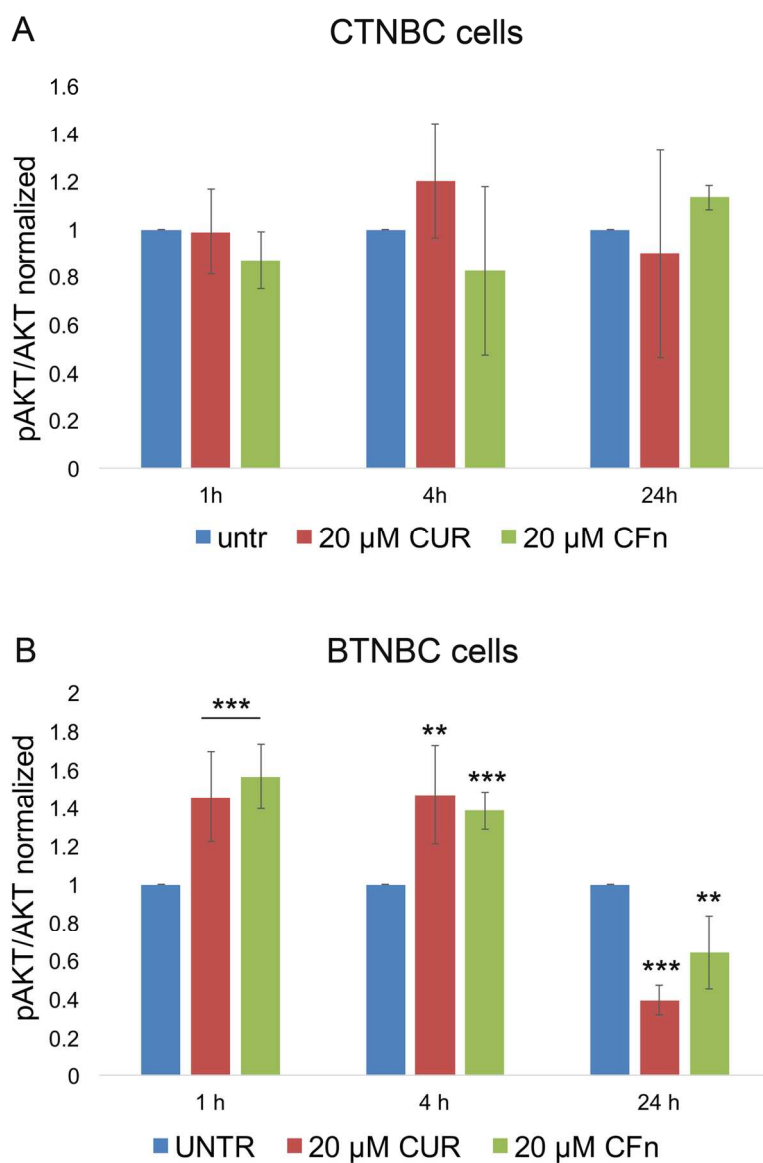 A
CTNBC cells
pAKT/AKT normalized
1.6
1.4
1.2
1
0.8
0.6
0.4
0.2
0
1h 4h 24h
untr 20 µM CUR 20 µM CFn
B
BTNBC cells
pAKT/AKT normalized
2
1.8
1.6
1.4
1.2
1
0.8
0.6
0.4
0.2
0
***
**
***
***
**
1 h 4 h 24 h
UNTR 20 µM CUR 20 µM CFn